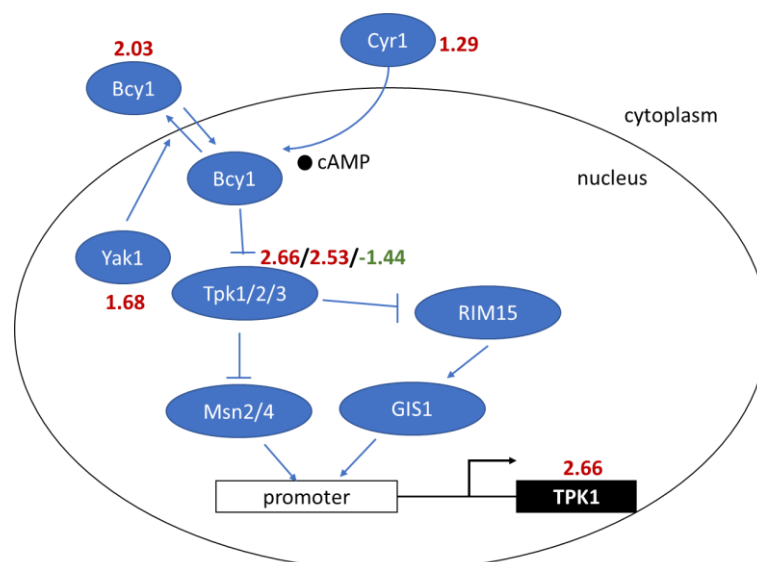 2.03
Cyr1
1.29
Bcy1
cytoplasm
Bcy1
cAMP
nucleus
Yak1
2.66/2.53/-1.44
1.68
Tpk1/2/3
RIM15
Msn2/4
GIS1
2.66
promoter
TPK1